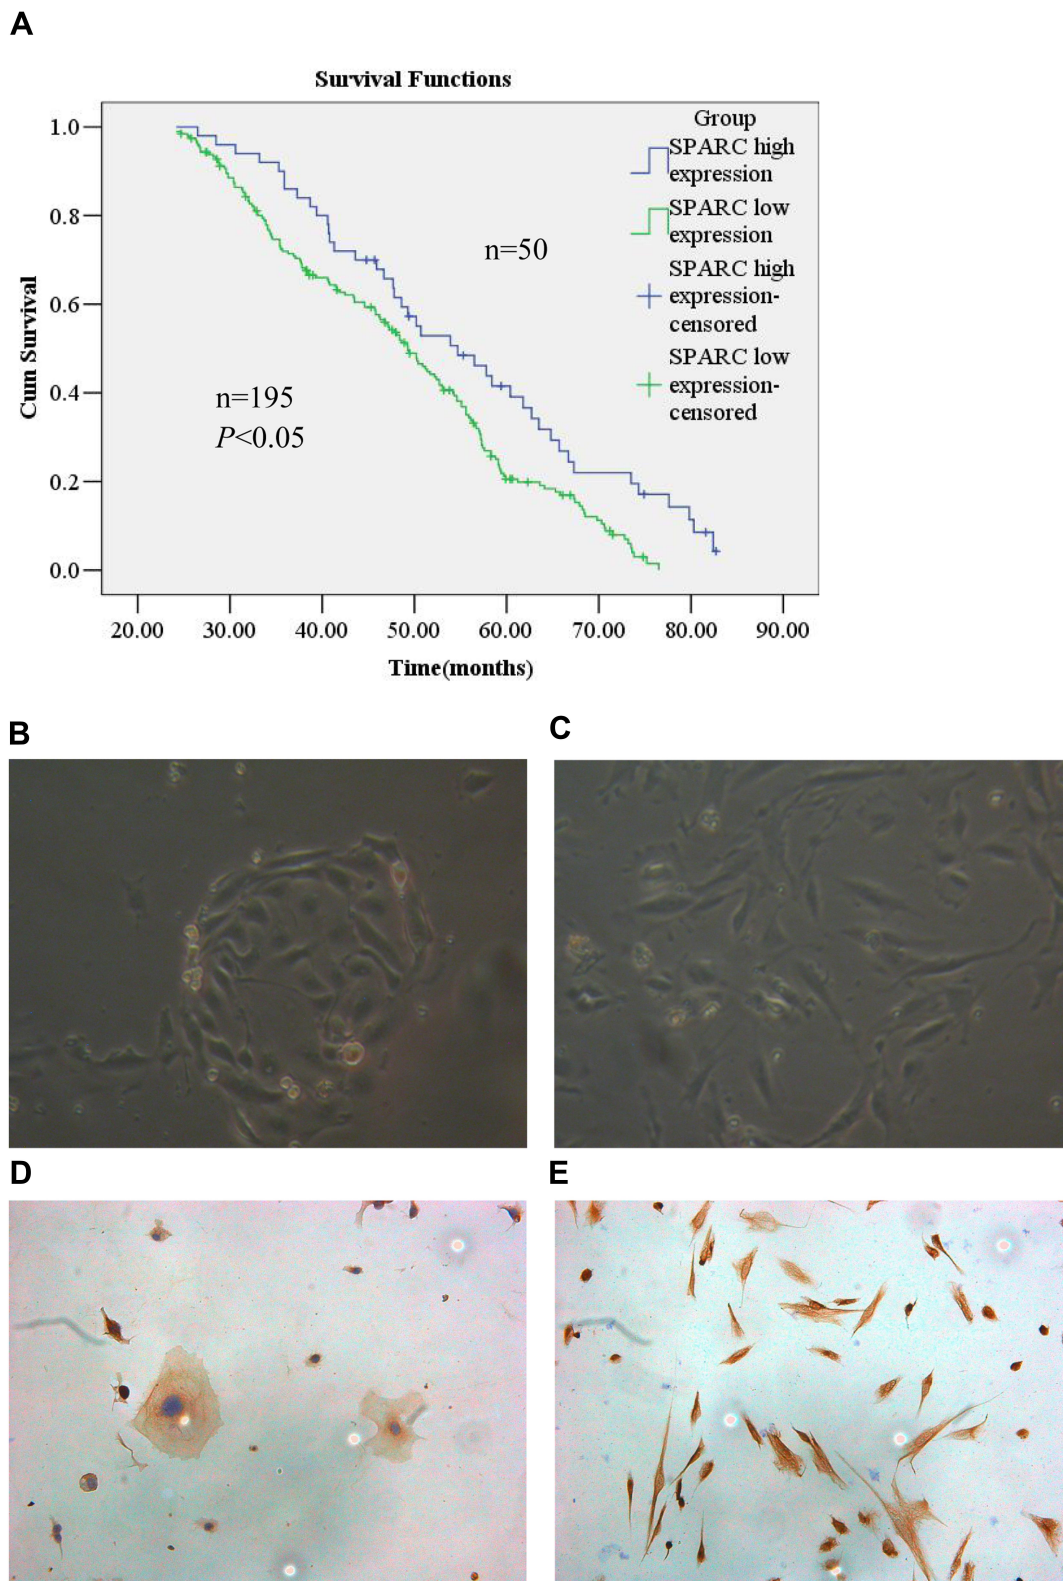 A
Survival Functions
Group
SPARC high
expression
SPARC low
expression
SPARC high
expression-
censored
SPARC low
expression-
censored
n=50
n=195
P<0.05
Cum Survival
1.0
0.8
0.6
0.4
0.2
0.0
20.00 30.00 40.00 50.00 60.00 70.00 80.00 90.00
Time(months)
B
C
D
E